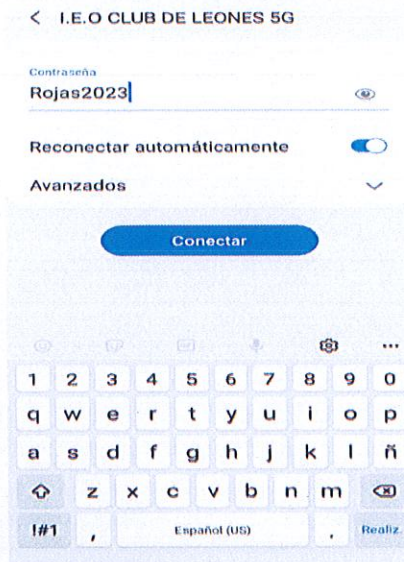 < I.E.O CLUB DE LEONES 5G
Contraseña
Rojas2023
Reconectar automáticamente
Avanzados
Conectar
1 2 3 4 5 6 7 8 9 0
q w e r t y u i o p
a s d f g h j k l ñ
z x c v b n m
!#1 , Español (US) . Realiz.